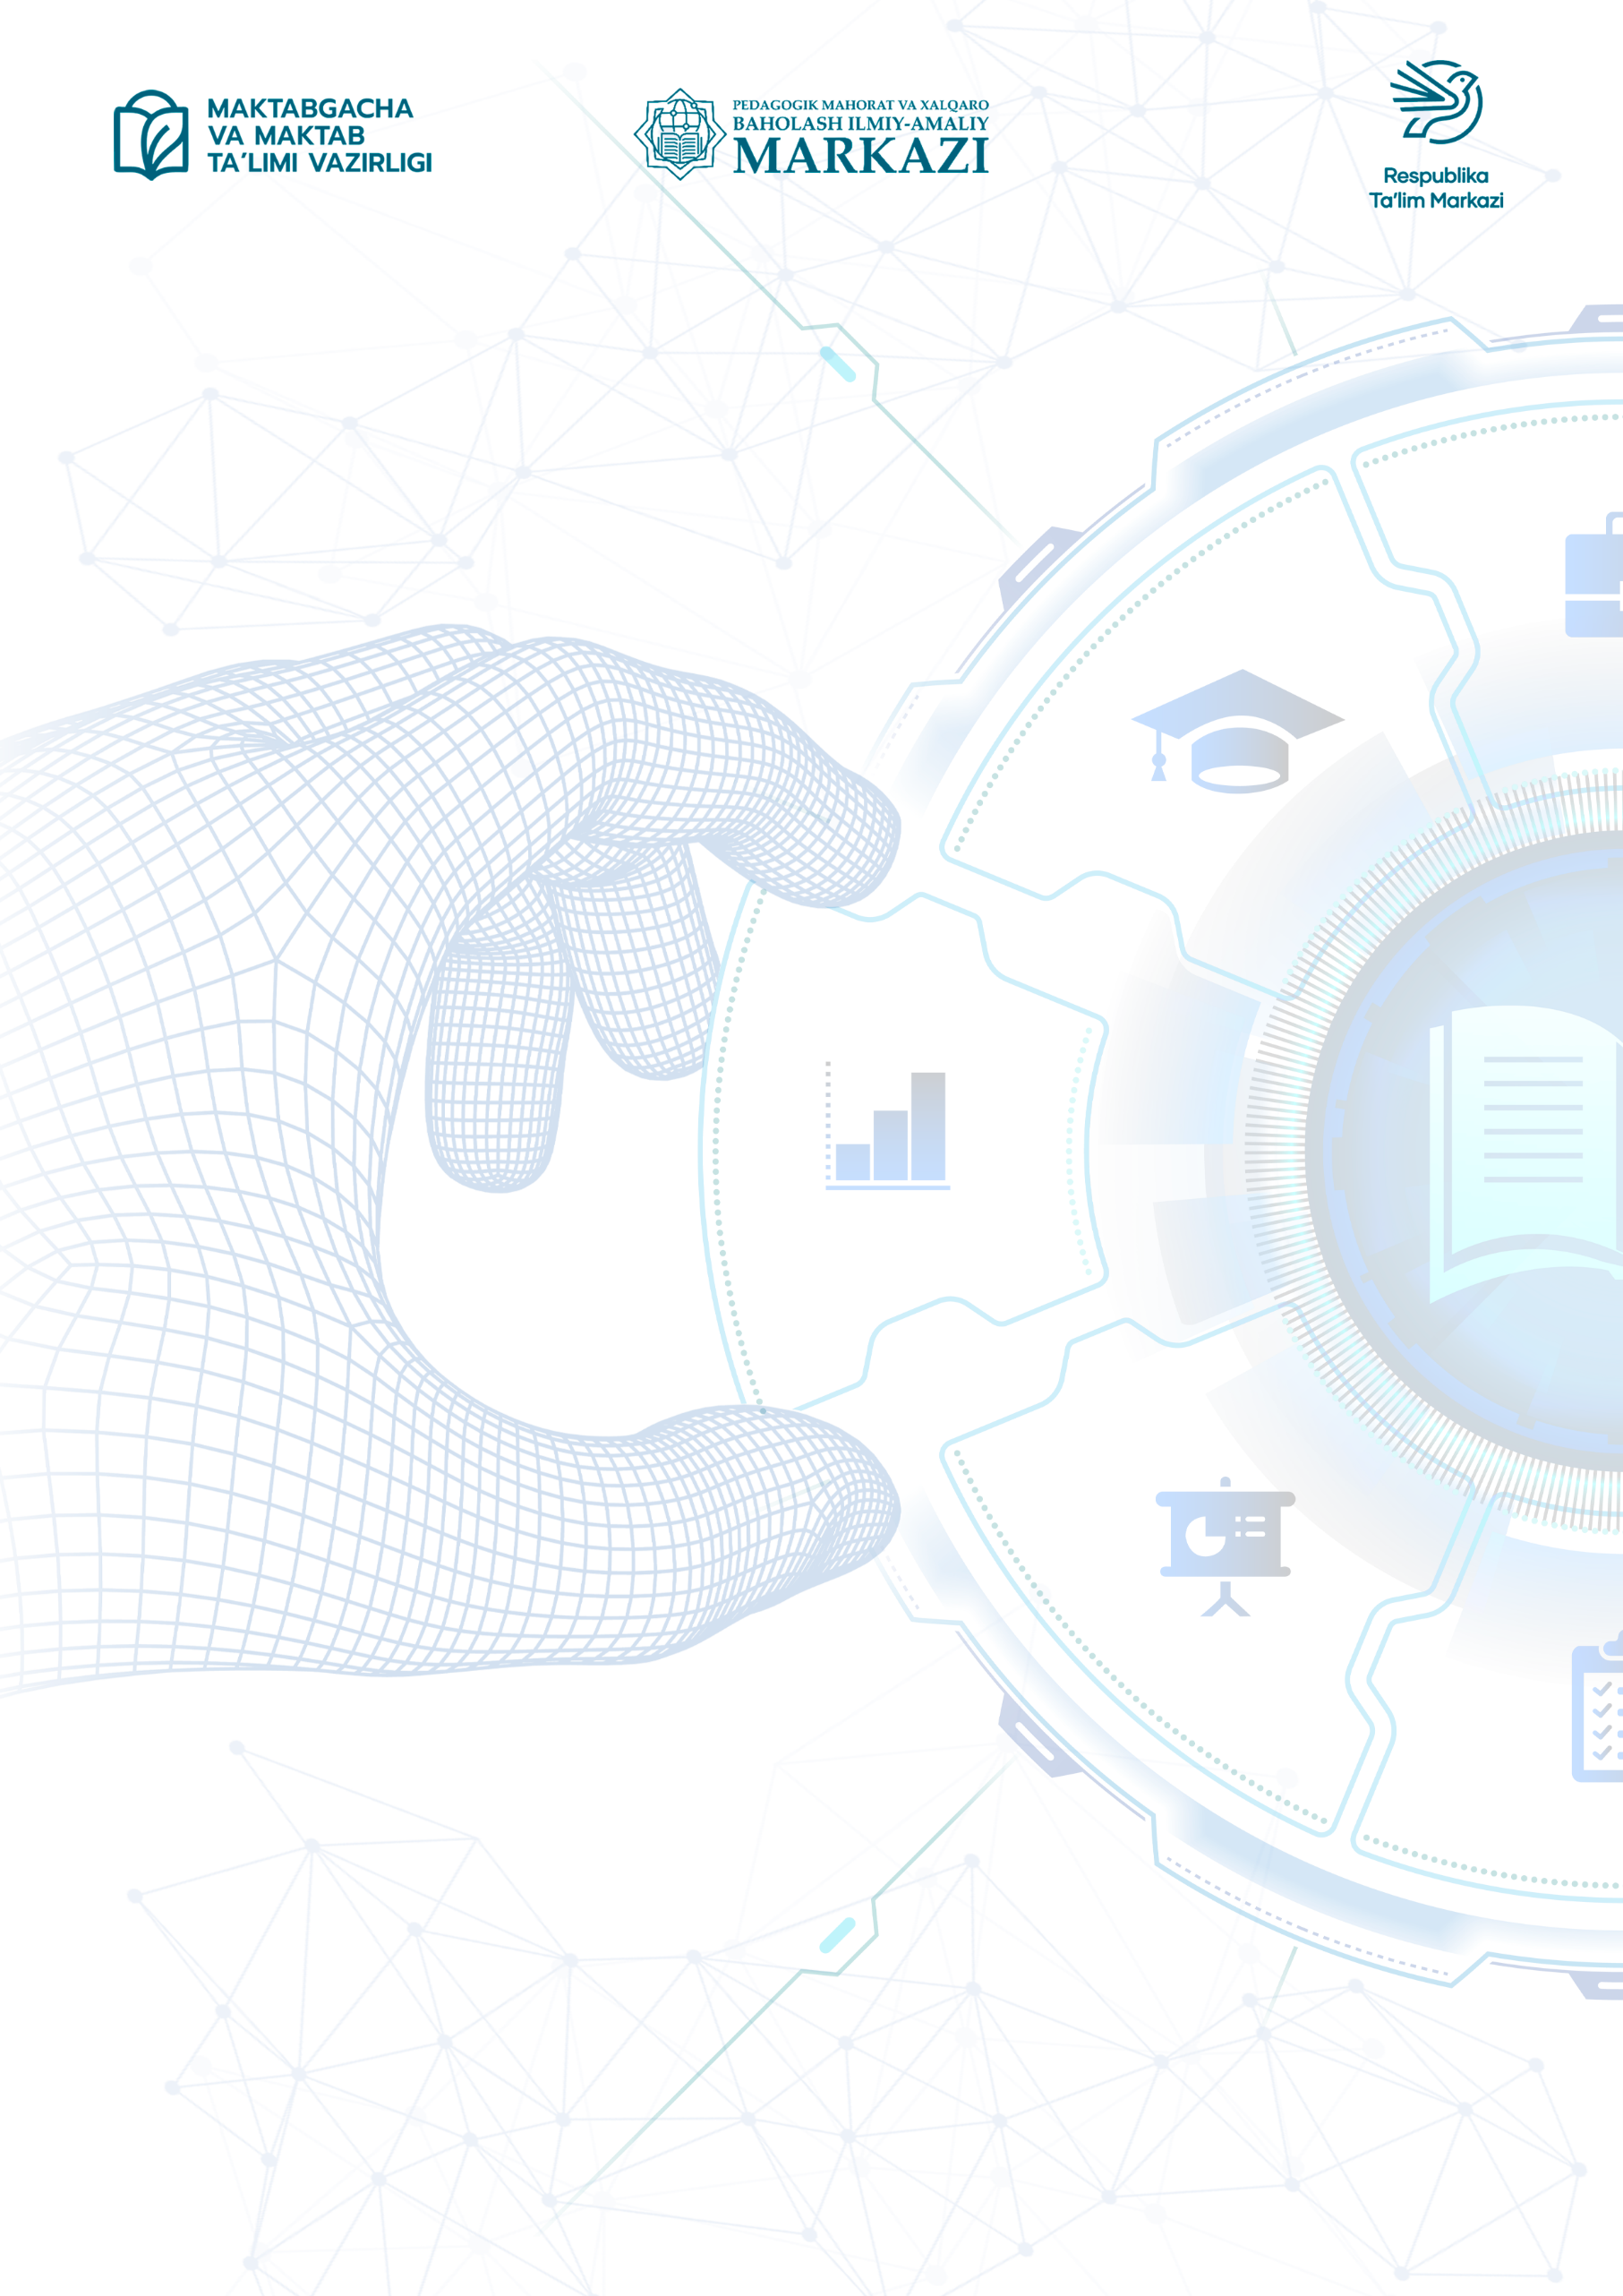 MAKTABGACHA
VA MAKTAB
TA'LIMI VAZIRLIGI
PEDAGOGIK MAHORAT VA XALQARO
BAHOLASH ILMIY-AMALIY
MARKAZI
Respublika
Ta'lim Markazi